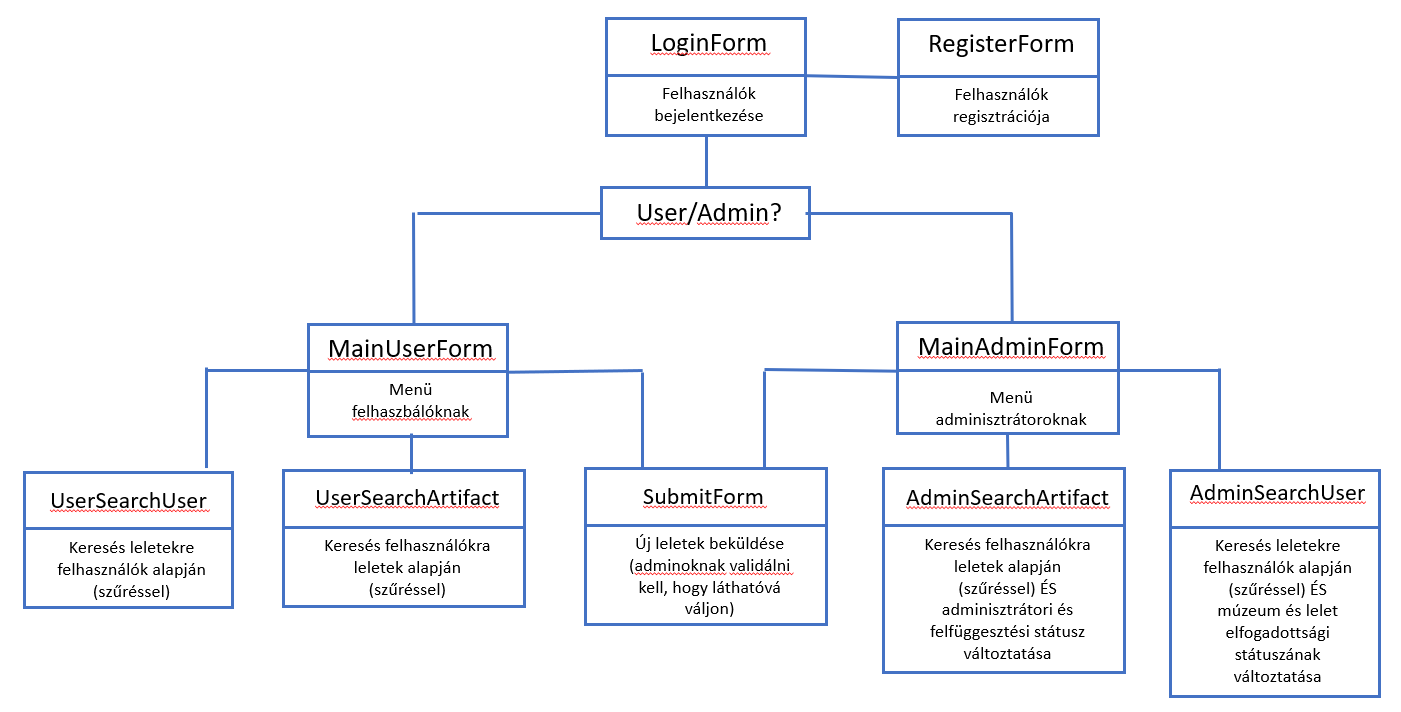 LoginForm
Felhasználók
bejelentkezése
RegisterForm
Felhasználók
regisztrációja
User/Admin?
MainUserForm
Menü
felhaszbálóknak
MainAdminForm
Menü
adminisztrátoroknak
UserSearchUser
Keresés leletekre
felhasználók alapján
(szűréssel)
UserSearchArtifact
Keresés felhasználókra
leletek alapján
(szűréssel)
SubmitForm
Új leletek beküldése
(adminoknak validálni
kell, hogy láthatóvá
váljon)
AdminSearchArtifact
Keresés felhasználókra
leletek alapján
(szűréssel) ÉS
adminisztrátori és
felfüggesztési státusz
változtatása
AdminSearchUser
Keresés leletekre
felhasználók alapján
(szűréssel) ÉS
múzeum és lelet
elfogadottsági
státuszának
változtatása